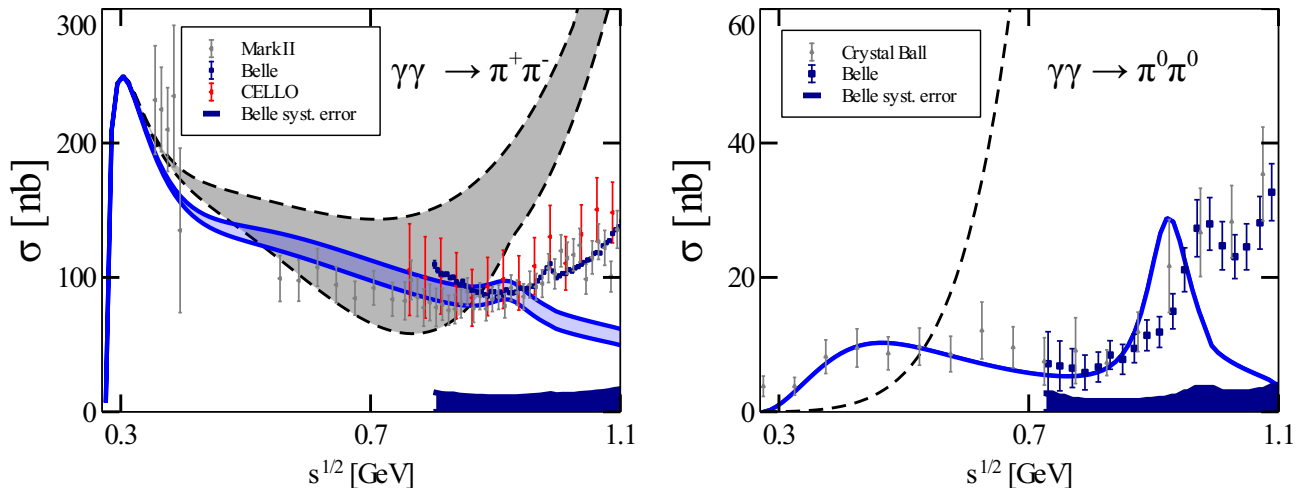 300
200
100
0
σ [nb]
MarkII
Belle
CELLO
Belle syst. error
γγ → π⁺π⁻
0.3
0.7
1.1
s^{1/2} [GeV]
60
40
20
0
σ [nb]
Crystal Ball
Belle
Belle syst. error
γγ → π⁰π⁰
0.3
0.7
1.1
s^{1/2} [GeV]